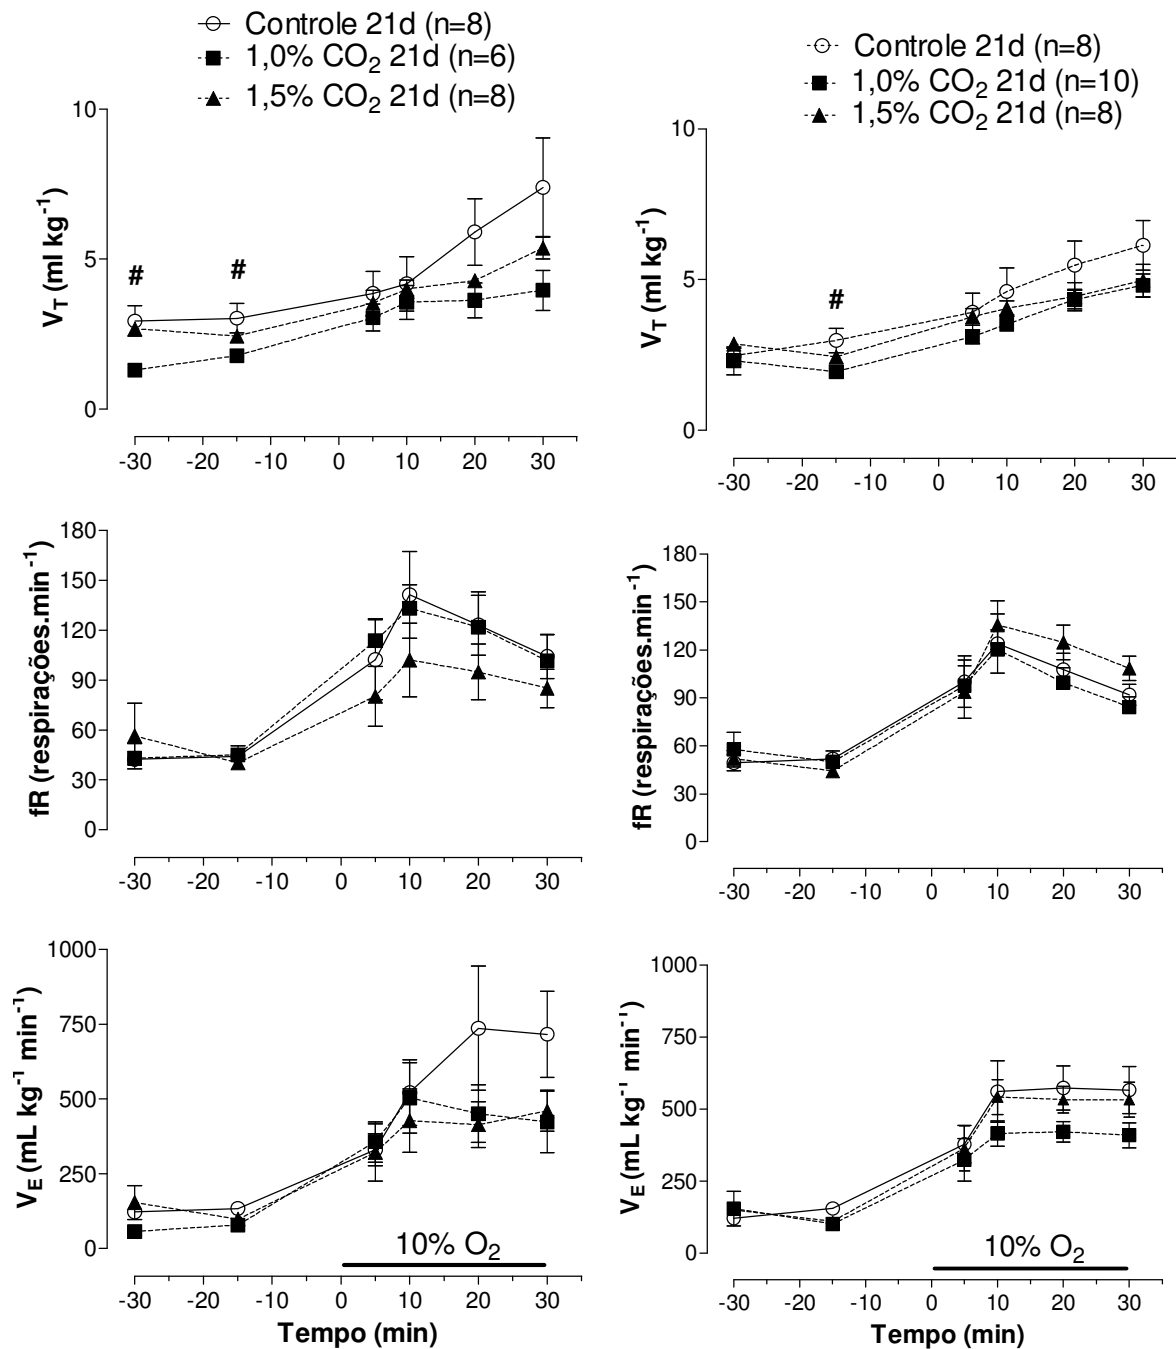 Controle 21d (n=8)
1,0% CO₂ 21d (n=6)
1,5% CO₂ 21d (n=8)
10
5
0
V_T (ml kg⁻¹)
#
#
-30 -20 -10 0 10 20 30
Controle 21d (n=8)
1,0% CO₂ 21d (n=10)
1,5% CO₂ 21d (n=8)
10
5
0
V_T (ml kg⁻¹)
#
-30 -20 -10 0 10 20 30
180
150
120
90
60
30
0
fR (respirações.min⁻¹)
-30 -20 -10 0 10 20 30
180
150
120
90
60
30
0
fR (respirações.min⁻¹)
-30 -20 -10 0 10 20 30
1000
750
500
250
0
V_E (mL kg⁻¹ min⁻¹)
10% O₂
-30 -20 -10 0 10 20 30
Tempo (min)
1000
750
500
250
0
V_E (mL kg⁻¹ min⁻¹)
10% O₂
-30 -20 -10 0 10 20 30
Tempo (min)